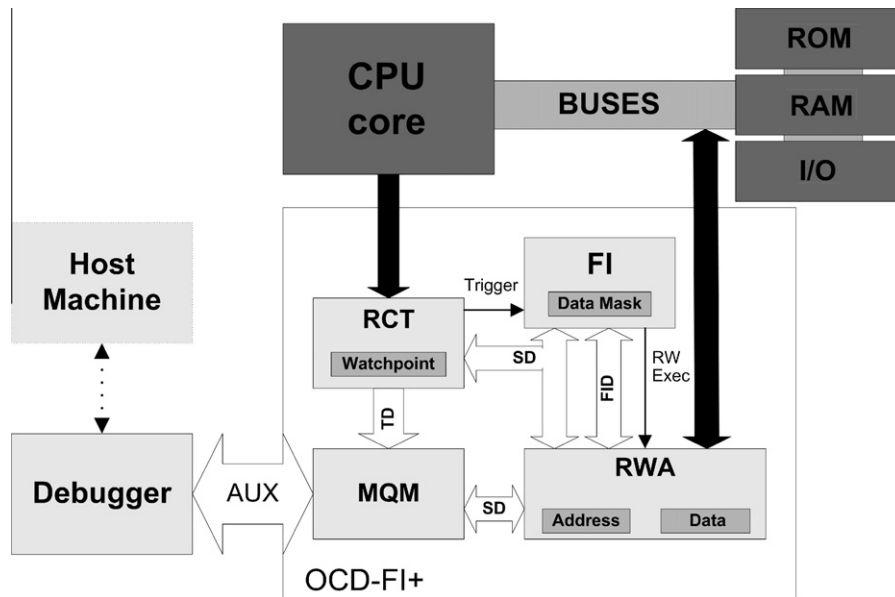 ROM
CPU
core
BUSES
RAM
I/O
Host
Machine
FI
Data Mask
Trigger
RCT
Watchpoint
SD
FID
RW
Exec
TD
Debugger
AUX
MQM
SD
RWA
Address
Data
OCD-FI+